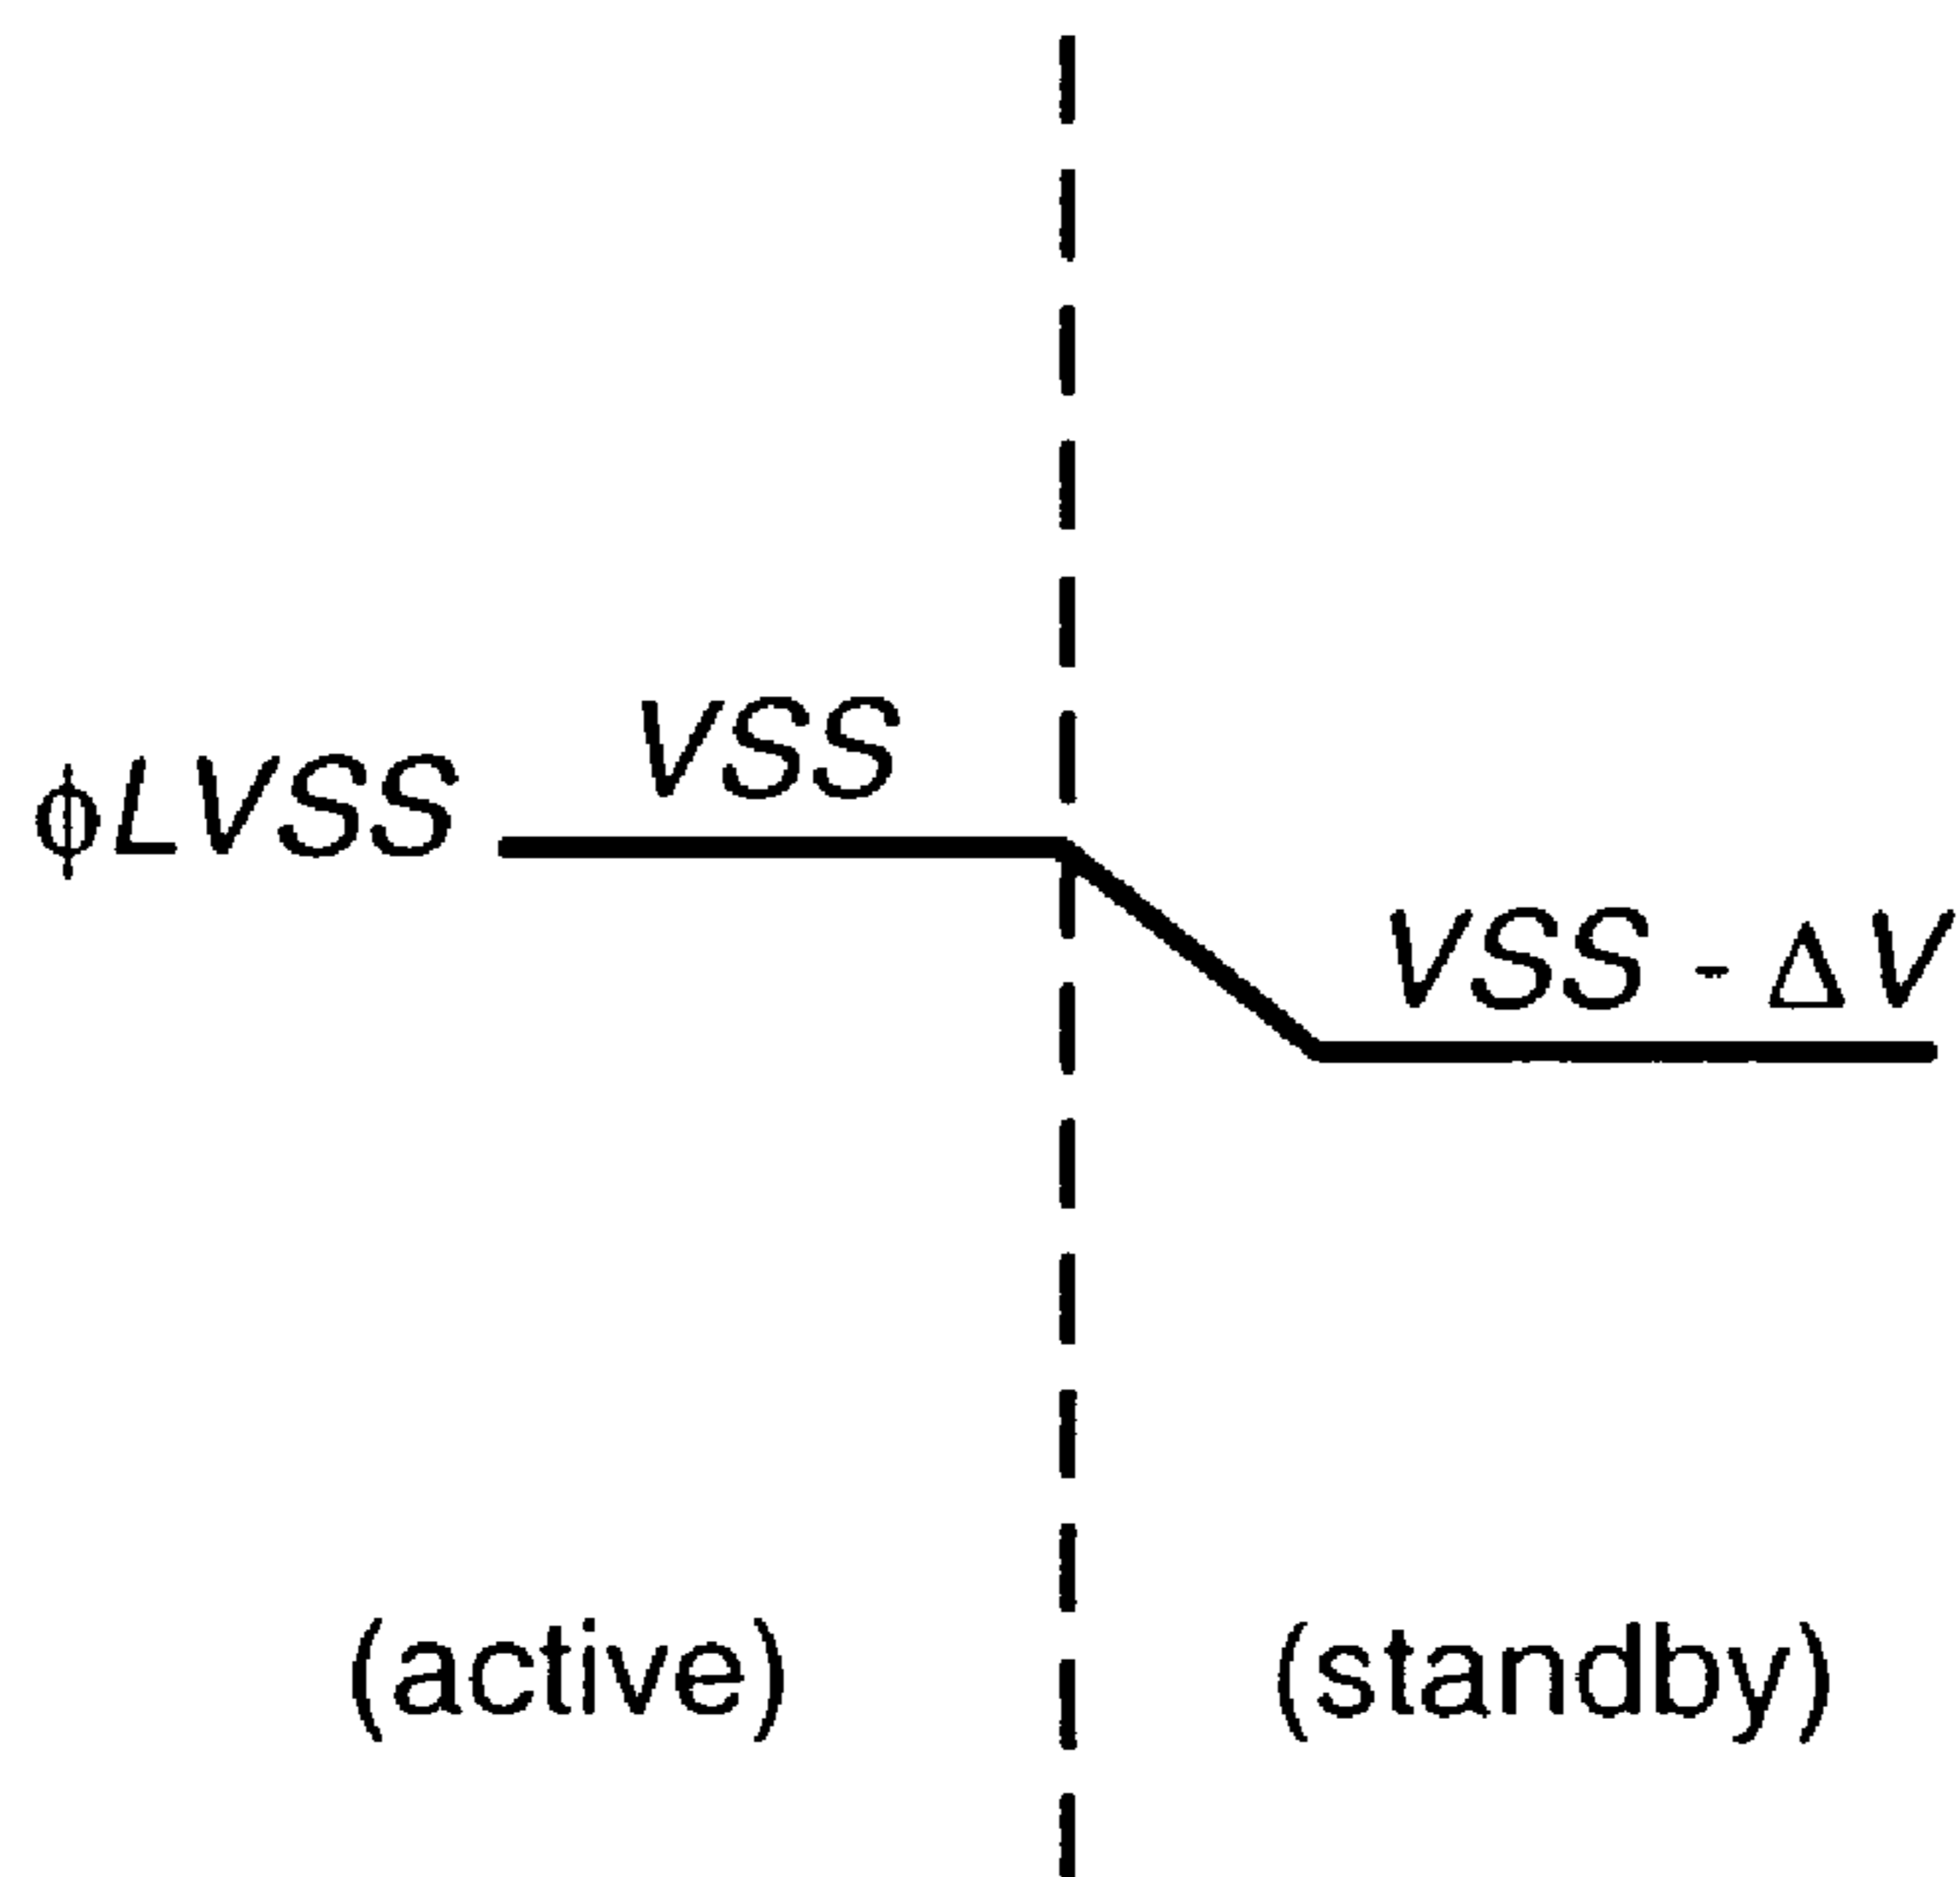 VSS
ϕLVSS
VSS - ΔV
(active) (standby)